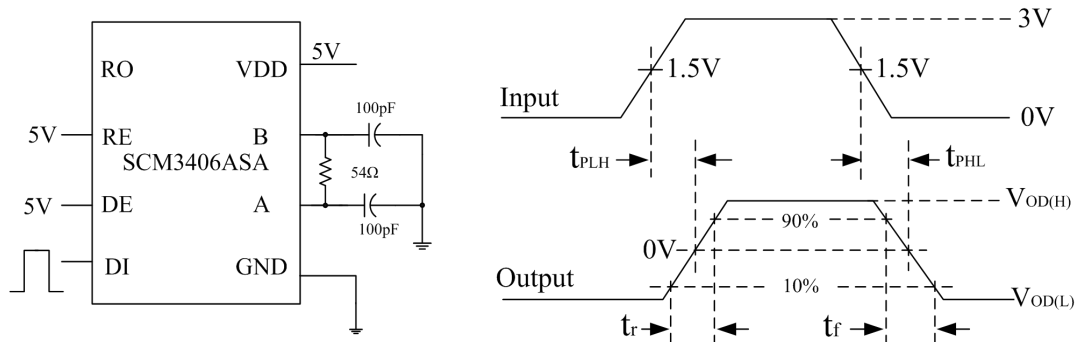 RO
VDD
5V
5V
RE
B
100pF
SCM3406ASA
54Ω
5V
DE
A
100pF
DI
GND
3V
1.5V
1.5V
Input
0V
tPLH
tPHL
VOD(H)
90%
0V
Output
10%
VOD(L)
tr
tf